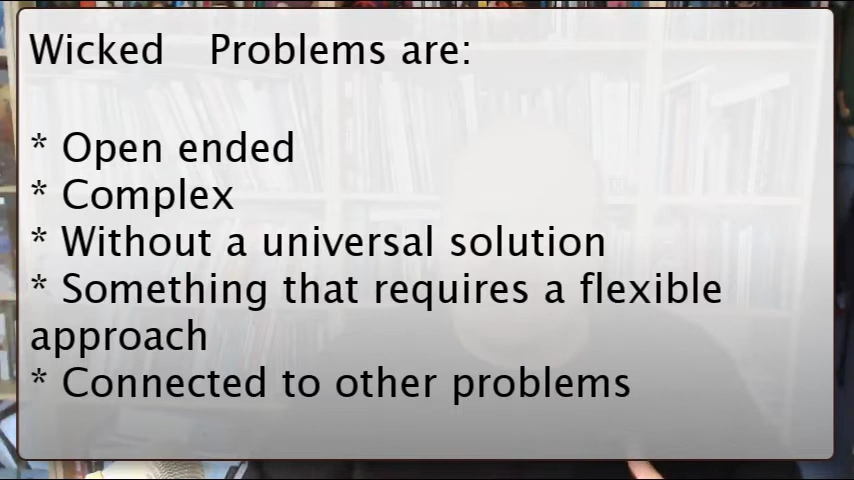 Wicked    Problems are:
* Open ended
* Complex
* Without a universal solution
* Something that requires a flexible
approach
* Connected to other problems